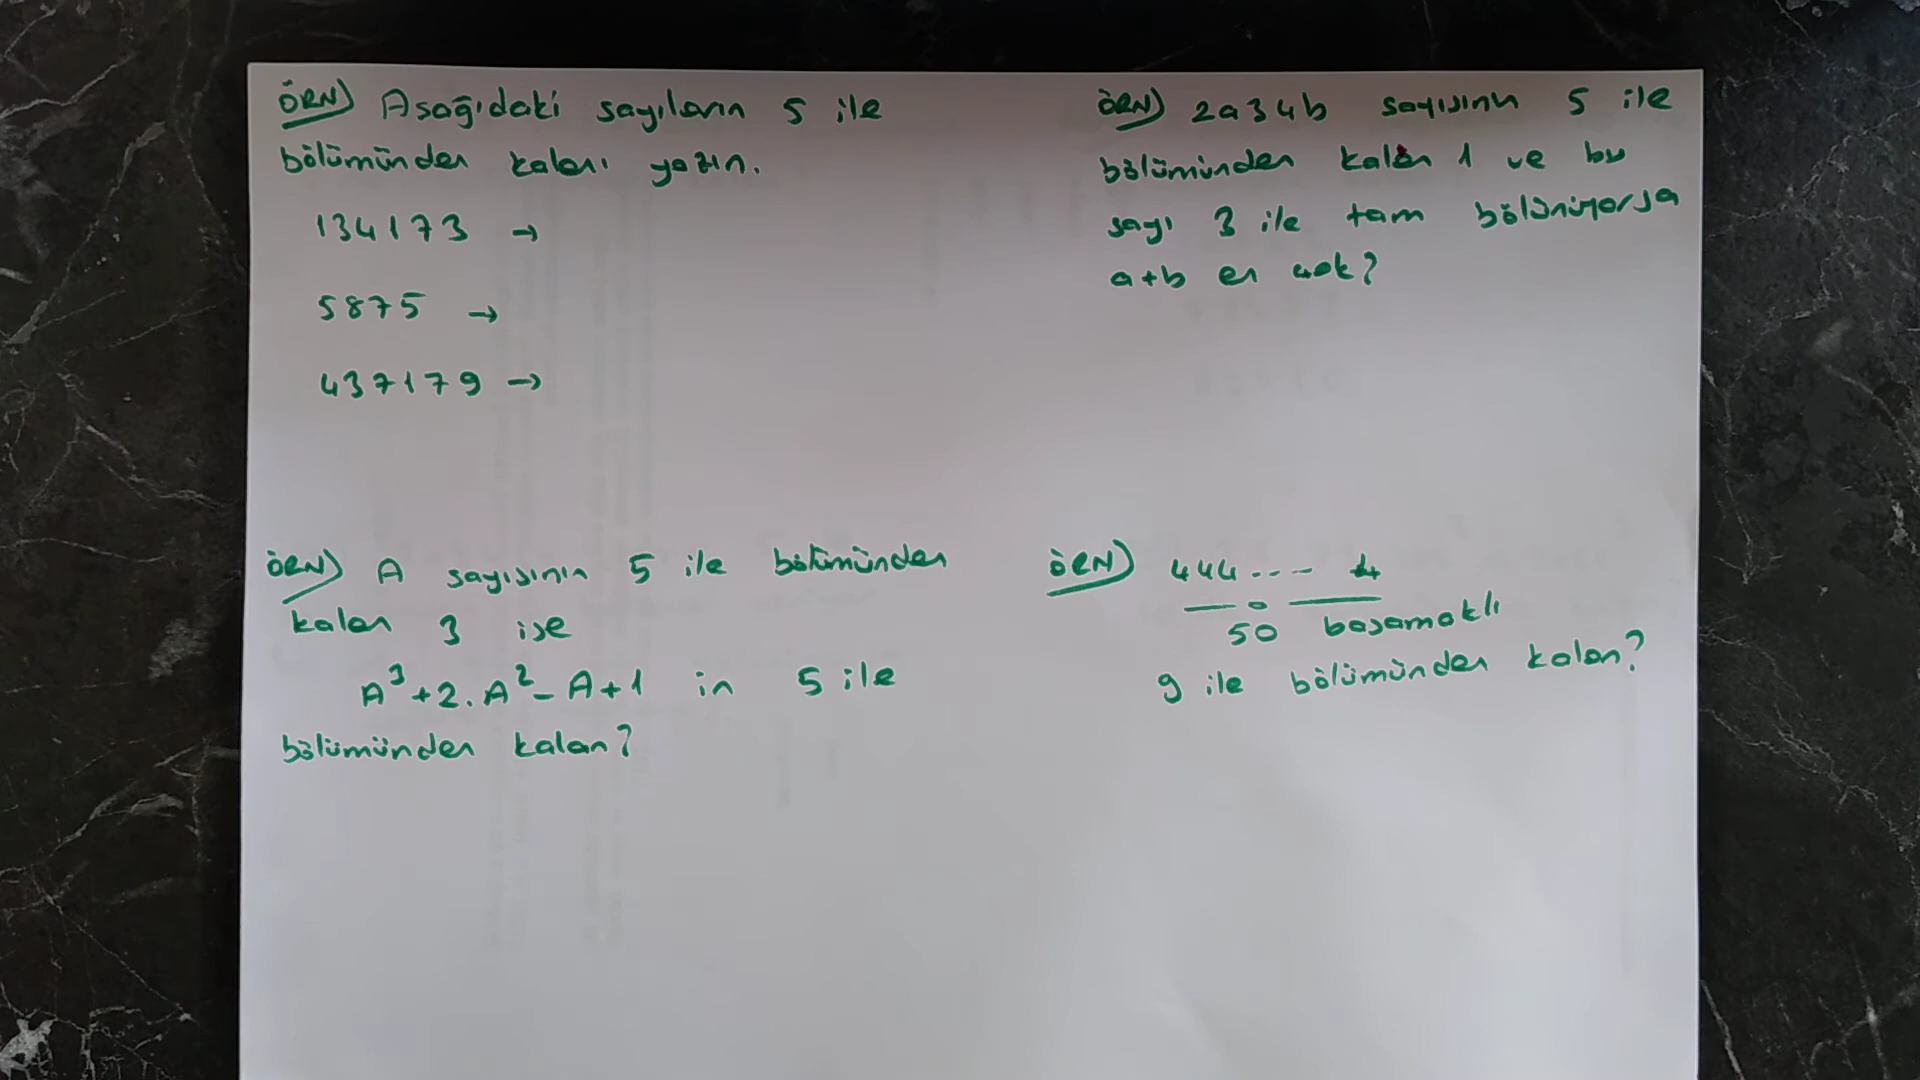 ÖRN) Asağıdaki sayıların 5 ile
bölümünden kalanı yazın.
134173 →
5875 →
437179 →
ÖRN) 2a34b sayısının 5 ile
bölümünden kalan 1 ve bu
sayı 3 ile tam bölünüyorsa
a+b en çok?
ÖRN) A sayısının 5 ile bölümünden
kalan 3 ise
A³+2.A²-A+1 in 5 ile
bölümünden kalan?
ÖRN) 444... 4
50 basamaklı
9 ile bölümünden kalan?